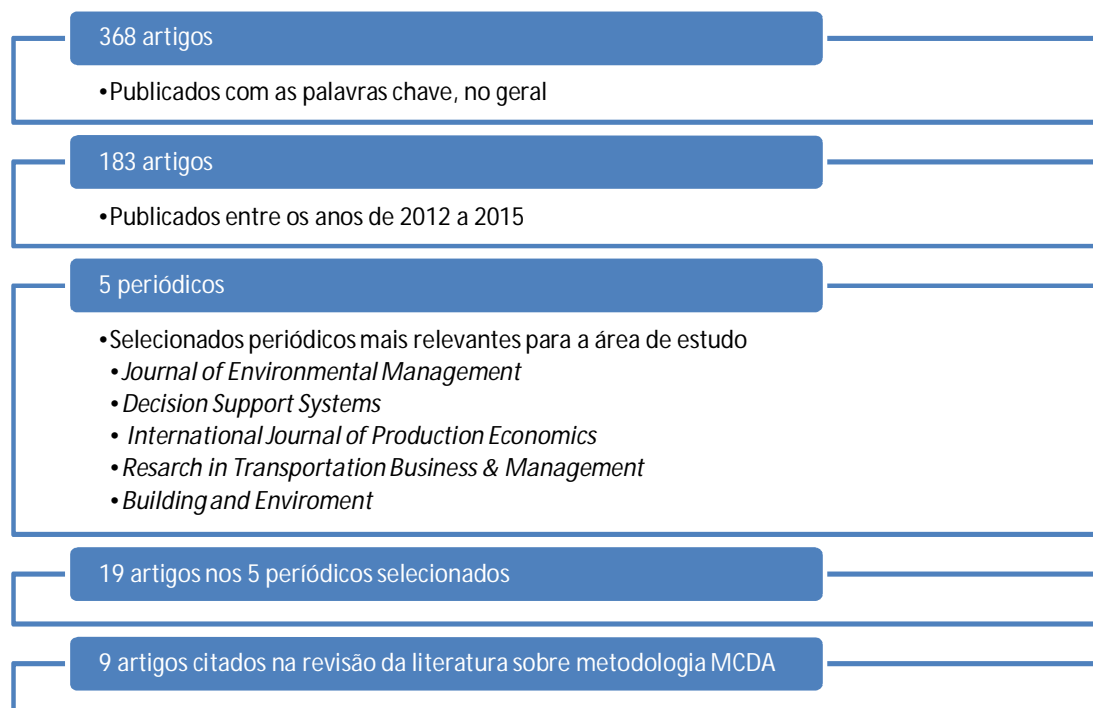 368 artigos
•Publicados com as palavras chave, no geral
183 artigos
•Publicados entre os anos de 2012 a 2015
5 periódicos
•Selecionados periódicos mais relevantes para a área de estudo
•Journal of Environmental Management
•Decision Support Systems
• International Journal of Production Economics
•Resarch in Transportation Business & Management
•Building and Enviroment
19 artigos nos 5 períódicos selecionados
9 artigos citados na revisão da literatura sobre metodologia MCDA